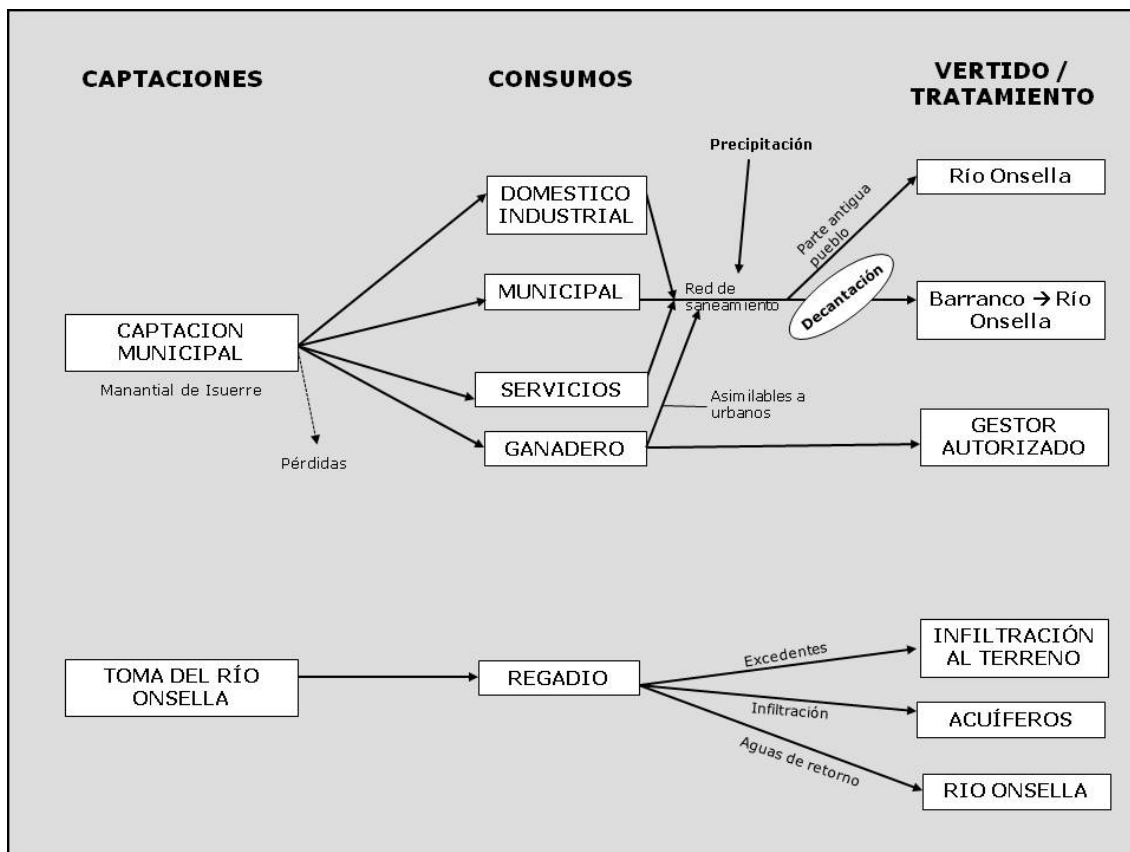 CAPTACIONES
CONSUMOS
VERTIDO /
TRATAMIENTO
Precipitación
DOMESTICO
INDUSTRIAL
Parte antigua
pueblo
Río Onsella
MUNICIPAL
Red de
saneamiento
Decantación
Barranco → Río
Onsella
CAPTACION
MUNICIPAL
Manantial de Isuerre
SERVICIOS
Asimilables a
urbanos
GANADERO
GESTOR
AUTORIZADO
Pérdidas
TOMA DEL RÍO
ONSELLA
REGADIO
Excedentes
INFILTRACIÓN
AL TERRENO
Infiltración
ACUÍFEROS
Aguas de retorno
RIO ONSELLA